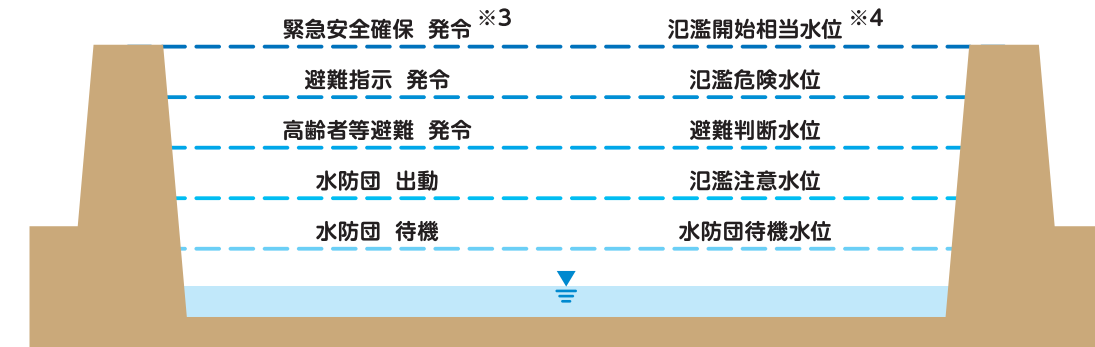 緊急安全確保 発令※3 氾濫開始相当水位※4
避難指示 発令 氾濫危険水位
高齢者等避難 発令 避難判断水位
水防団 出動 氾濫注意水位
水防団 待機 水防団待機水位